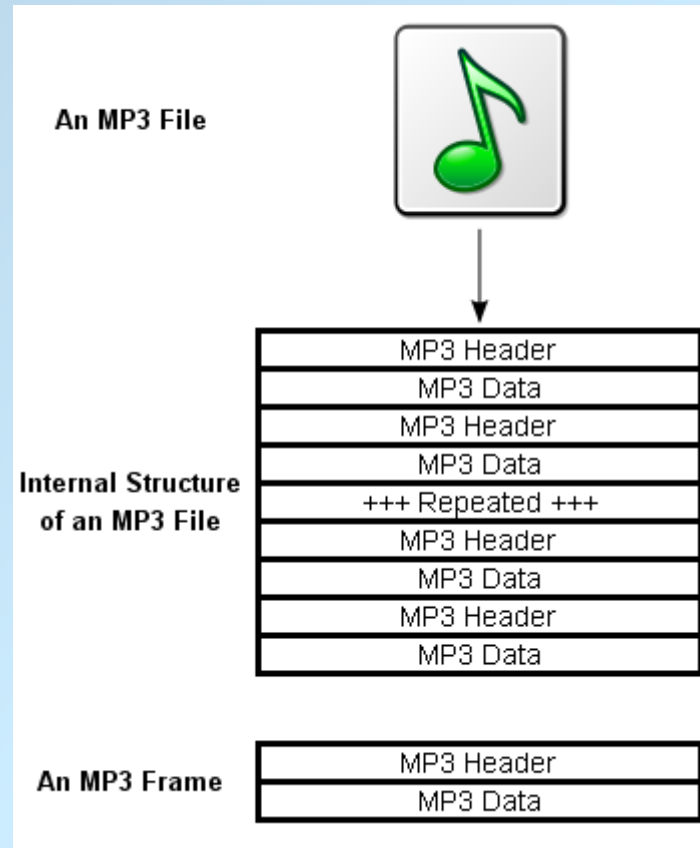 An MP3 File
MP3 Header
MP3 Data
MP3 Header
MP3 Data
Internal Structure
of an MP3 File
+++ Repeated +++
MP3 Header
MP3 Data
MP3 Header
MP3 Data
An MP3 Frame
MP3 Header
MP3 Data